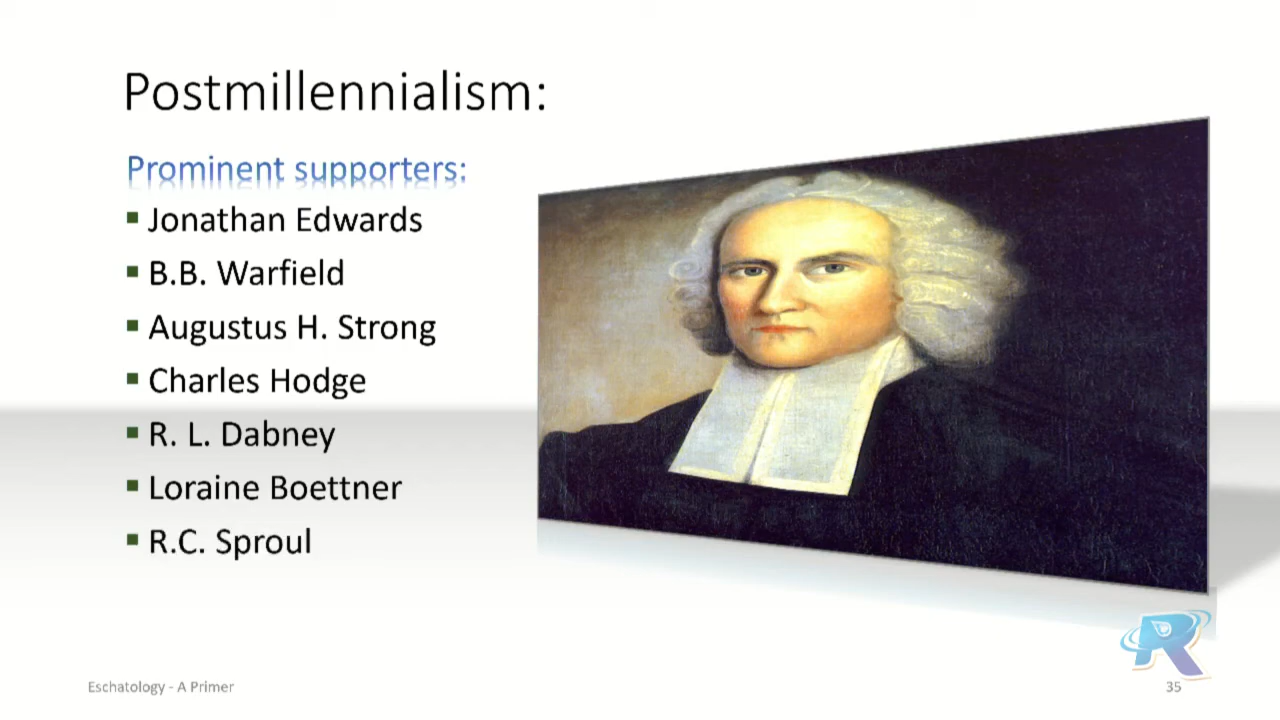 Postmillennialism:
Prominent supporters:
▪ Jonathan Edwards
▪ B.B. Warfield
▪ Augustus H. Strong
▪ Charles Hodge
▪ R. L. Dabney
▪ Loraine Boettner
▪ R.C. Sproul
R
Eschatology - A Primer
35